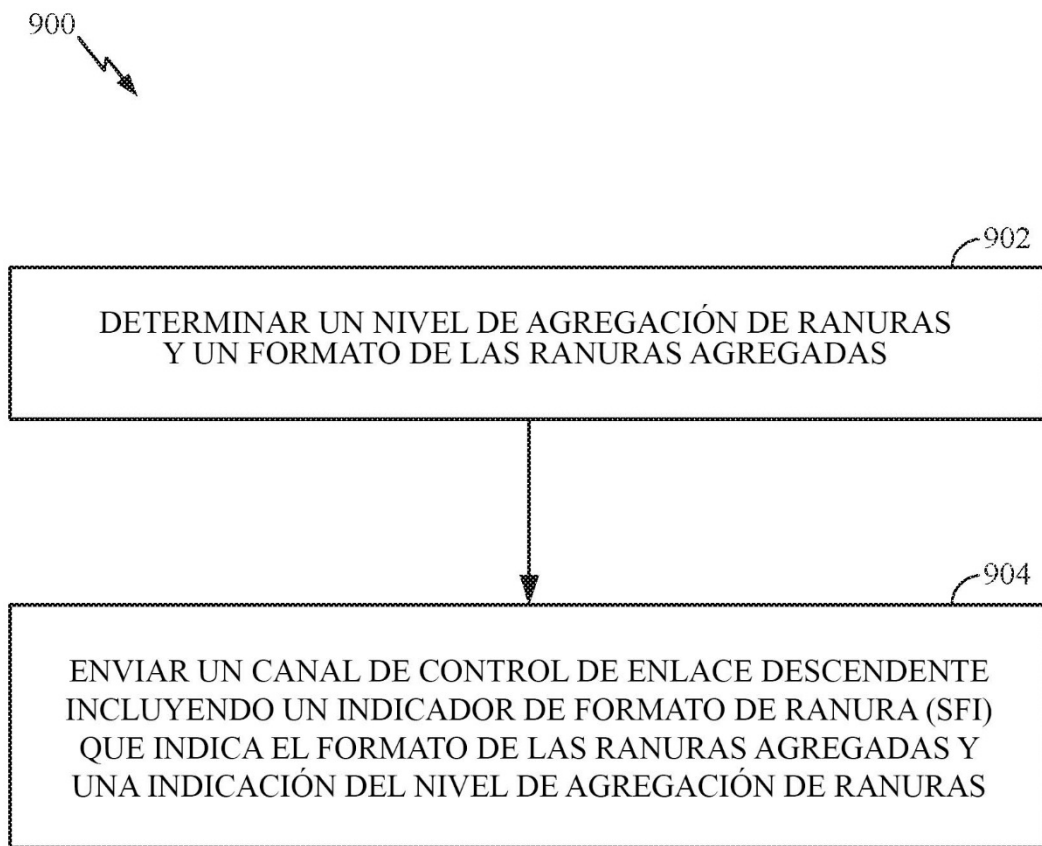 900
902
DETERMINAR UN NIVEL DE AGREGACIÓN DE RANURAS
Y UN FORMATO DE LAS RANURAS AGREGADAS
904
ENVIAR UN CANAL DE CONTROL DE ENLACE DESCENDENTE
INCLUYENDO UN INDICADOR DE FORMATO DE RANURA (SFI)
QUE INDICA EL FORMATO DE LAS RANURAS AGREGADAS Y
UNA INDICACIÓN DEL NIVEL DE AGREGACIÓN DE RANURAS